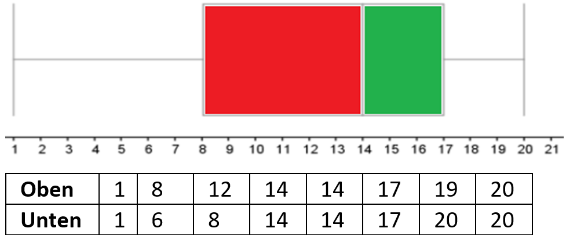 1 2 3 4 5 6 7 8 9 10 11 12 13 14 15 16 17 18 19 20 21
Oben 1 8 12 14 14 17 19 20
Unten 1 6 8 14 14 17 20 20